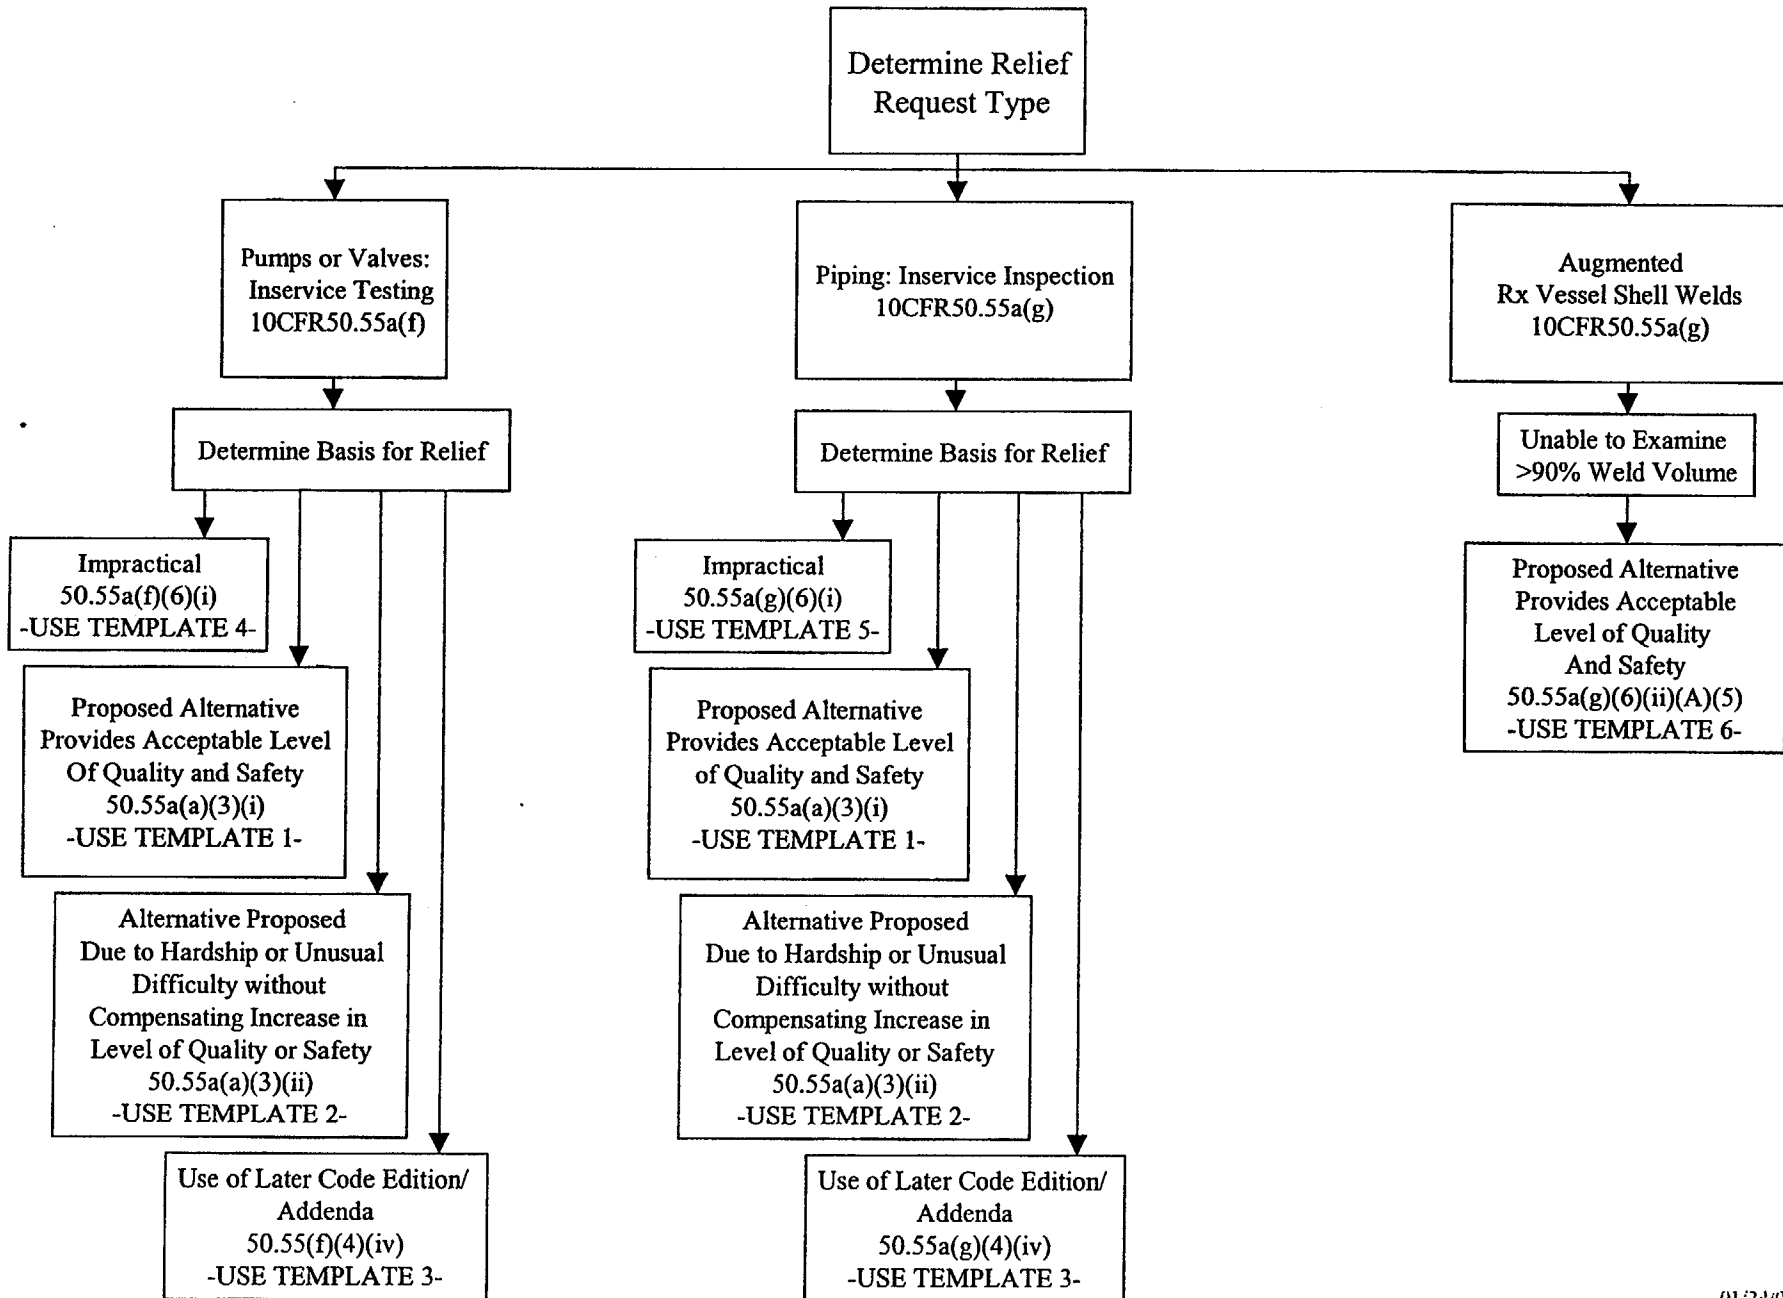 Determine Relief
Request Type
Pumps or Valves:
Inservice Testing
10CFR50.55a(f)
Determine Basis for Relief
Impractical
50.55a(f)(6)(i)
-USE TEMPLATE 4-
Proposed Alternative
Provides Acceptable Level
Of Quality and Safety
50.55a(a)(3)(i)
-USE TEMPLATE 1-
Alternative Proposed
Due to Hardship or Unusual
Difficulty without
Compensating Increase in
Level of Quality or Safety
50.55a(a)(3)(ii)
-USE TEMPLATE 2-
Use of Later Code Edition/
Addenda
50.55(f)(4)(iv)
-USE TEMPLATE 3-
Piping: Inservice Inspection
10CFR50.55a(g)
Determine Basis for Relief
Impractical
50.55a(g)(6)(i)
-USE TEMPLATE 5-
Proposed Alternative
Provides Acceptable Level
of Quality and Safety
50.55a(a)(3)(i)
-USE TEMPLATE 1-
Alternative Proposed
Due to Hardship or Unusual
Difficulty without
Compensating Increase in
Level of Quality or Safety
50.55a(a)(3)(ii)
-USE TEMPLATE 2-
Use of Later Code Edition/
Addenda
50.55a(g)(4)(iv)
-USE TEMPLATE 3-
Augmented
Rx Vessel Shell Welds
10CFR50.55a(g)
Unable to Examine
>90% Weld Volume
Proposed Alternative
Provides Acceptable
Level of Quality
And Safety
50.55a(g)(6)(ii)(A)(5)
-USE TEMPLATE 6-